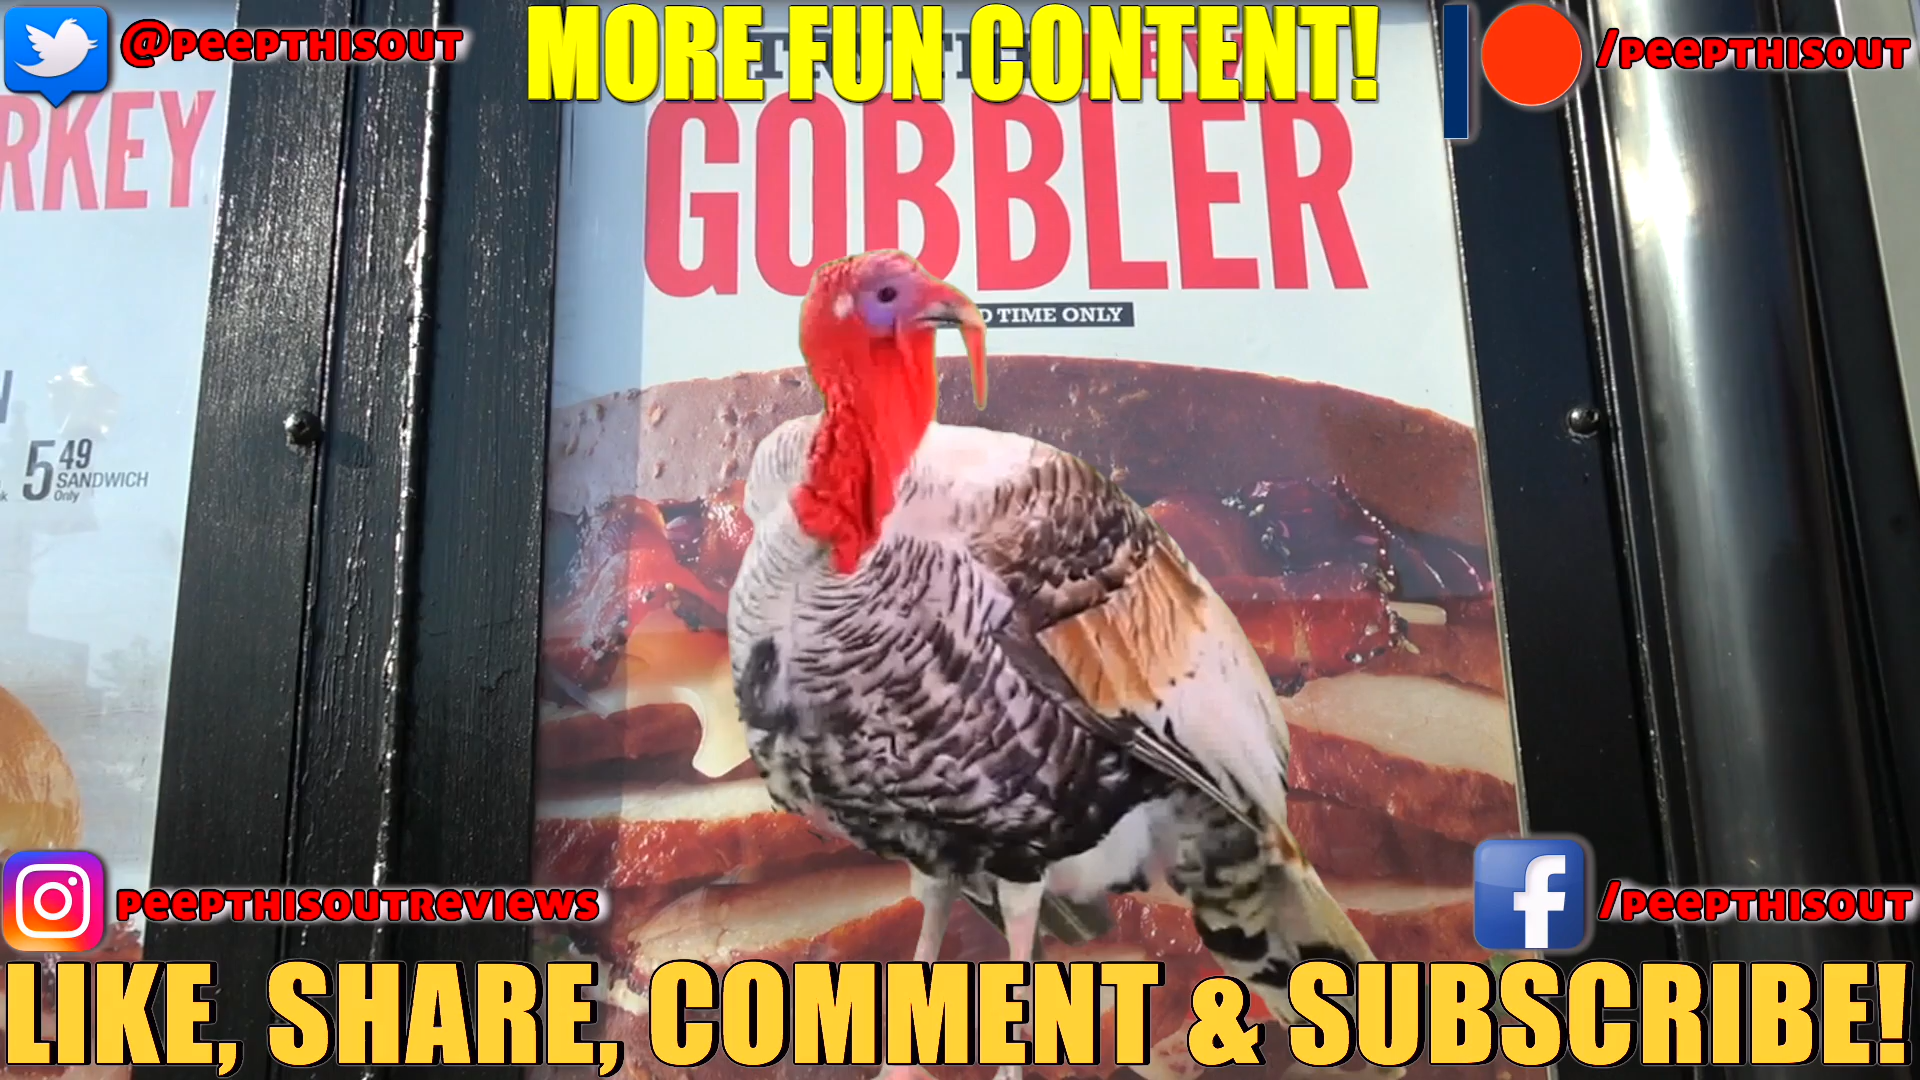 @PEEPTHISOUT
MORE FUN CONTENT!
/PEEPTHISOUT
RKEY
GOBBLER
TIME ONLY
5 49
SANDWICH
Only
PEEPTHISOUTREVIEWS
/PEEPTHISOUT
LIKE, SHARE, COMMENT & SUBSCRIBE!